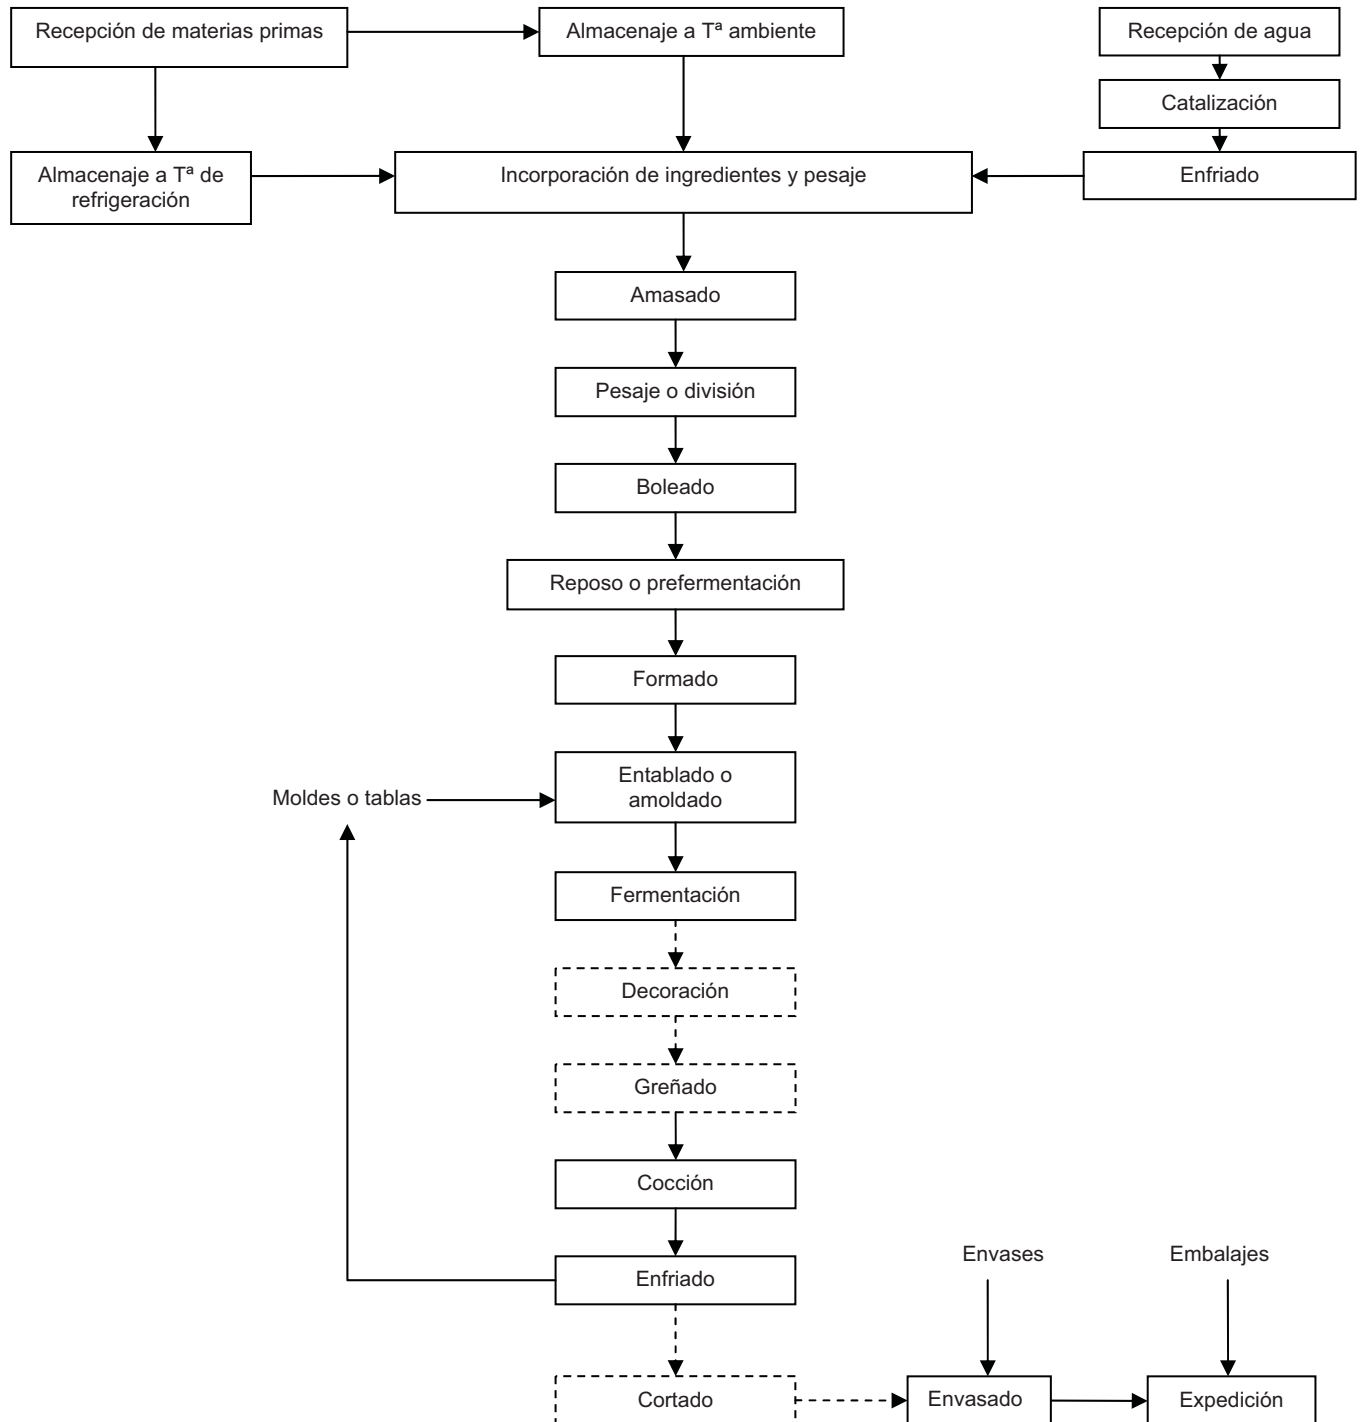 Recepción de materias primas
Almacenaje a Tª ambiente
Recepción de agua
Catalización
Almacenaje a Tª de
refrigeración
Incorporación de ingredientes y pesaje
Enfriado
Amasado
Pesaje o división
Boleado
Reposo o prefermentación
Formado
Entablado o
amoldado
Moldes o tablas
Fermentación
Decoración
Greñado
Cocción
Enfriado
Envases
Embalajes
Cortado
Envasado
Expedición